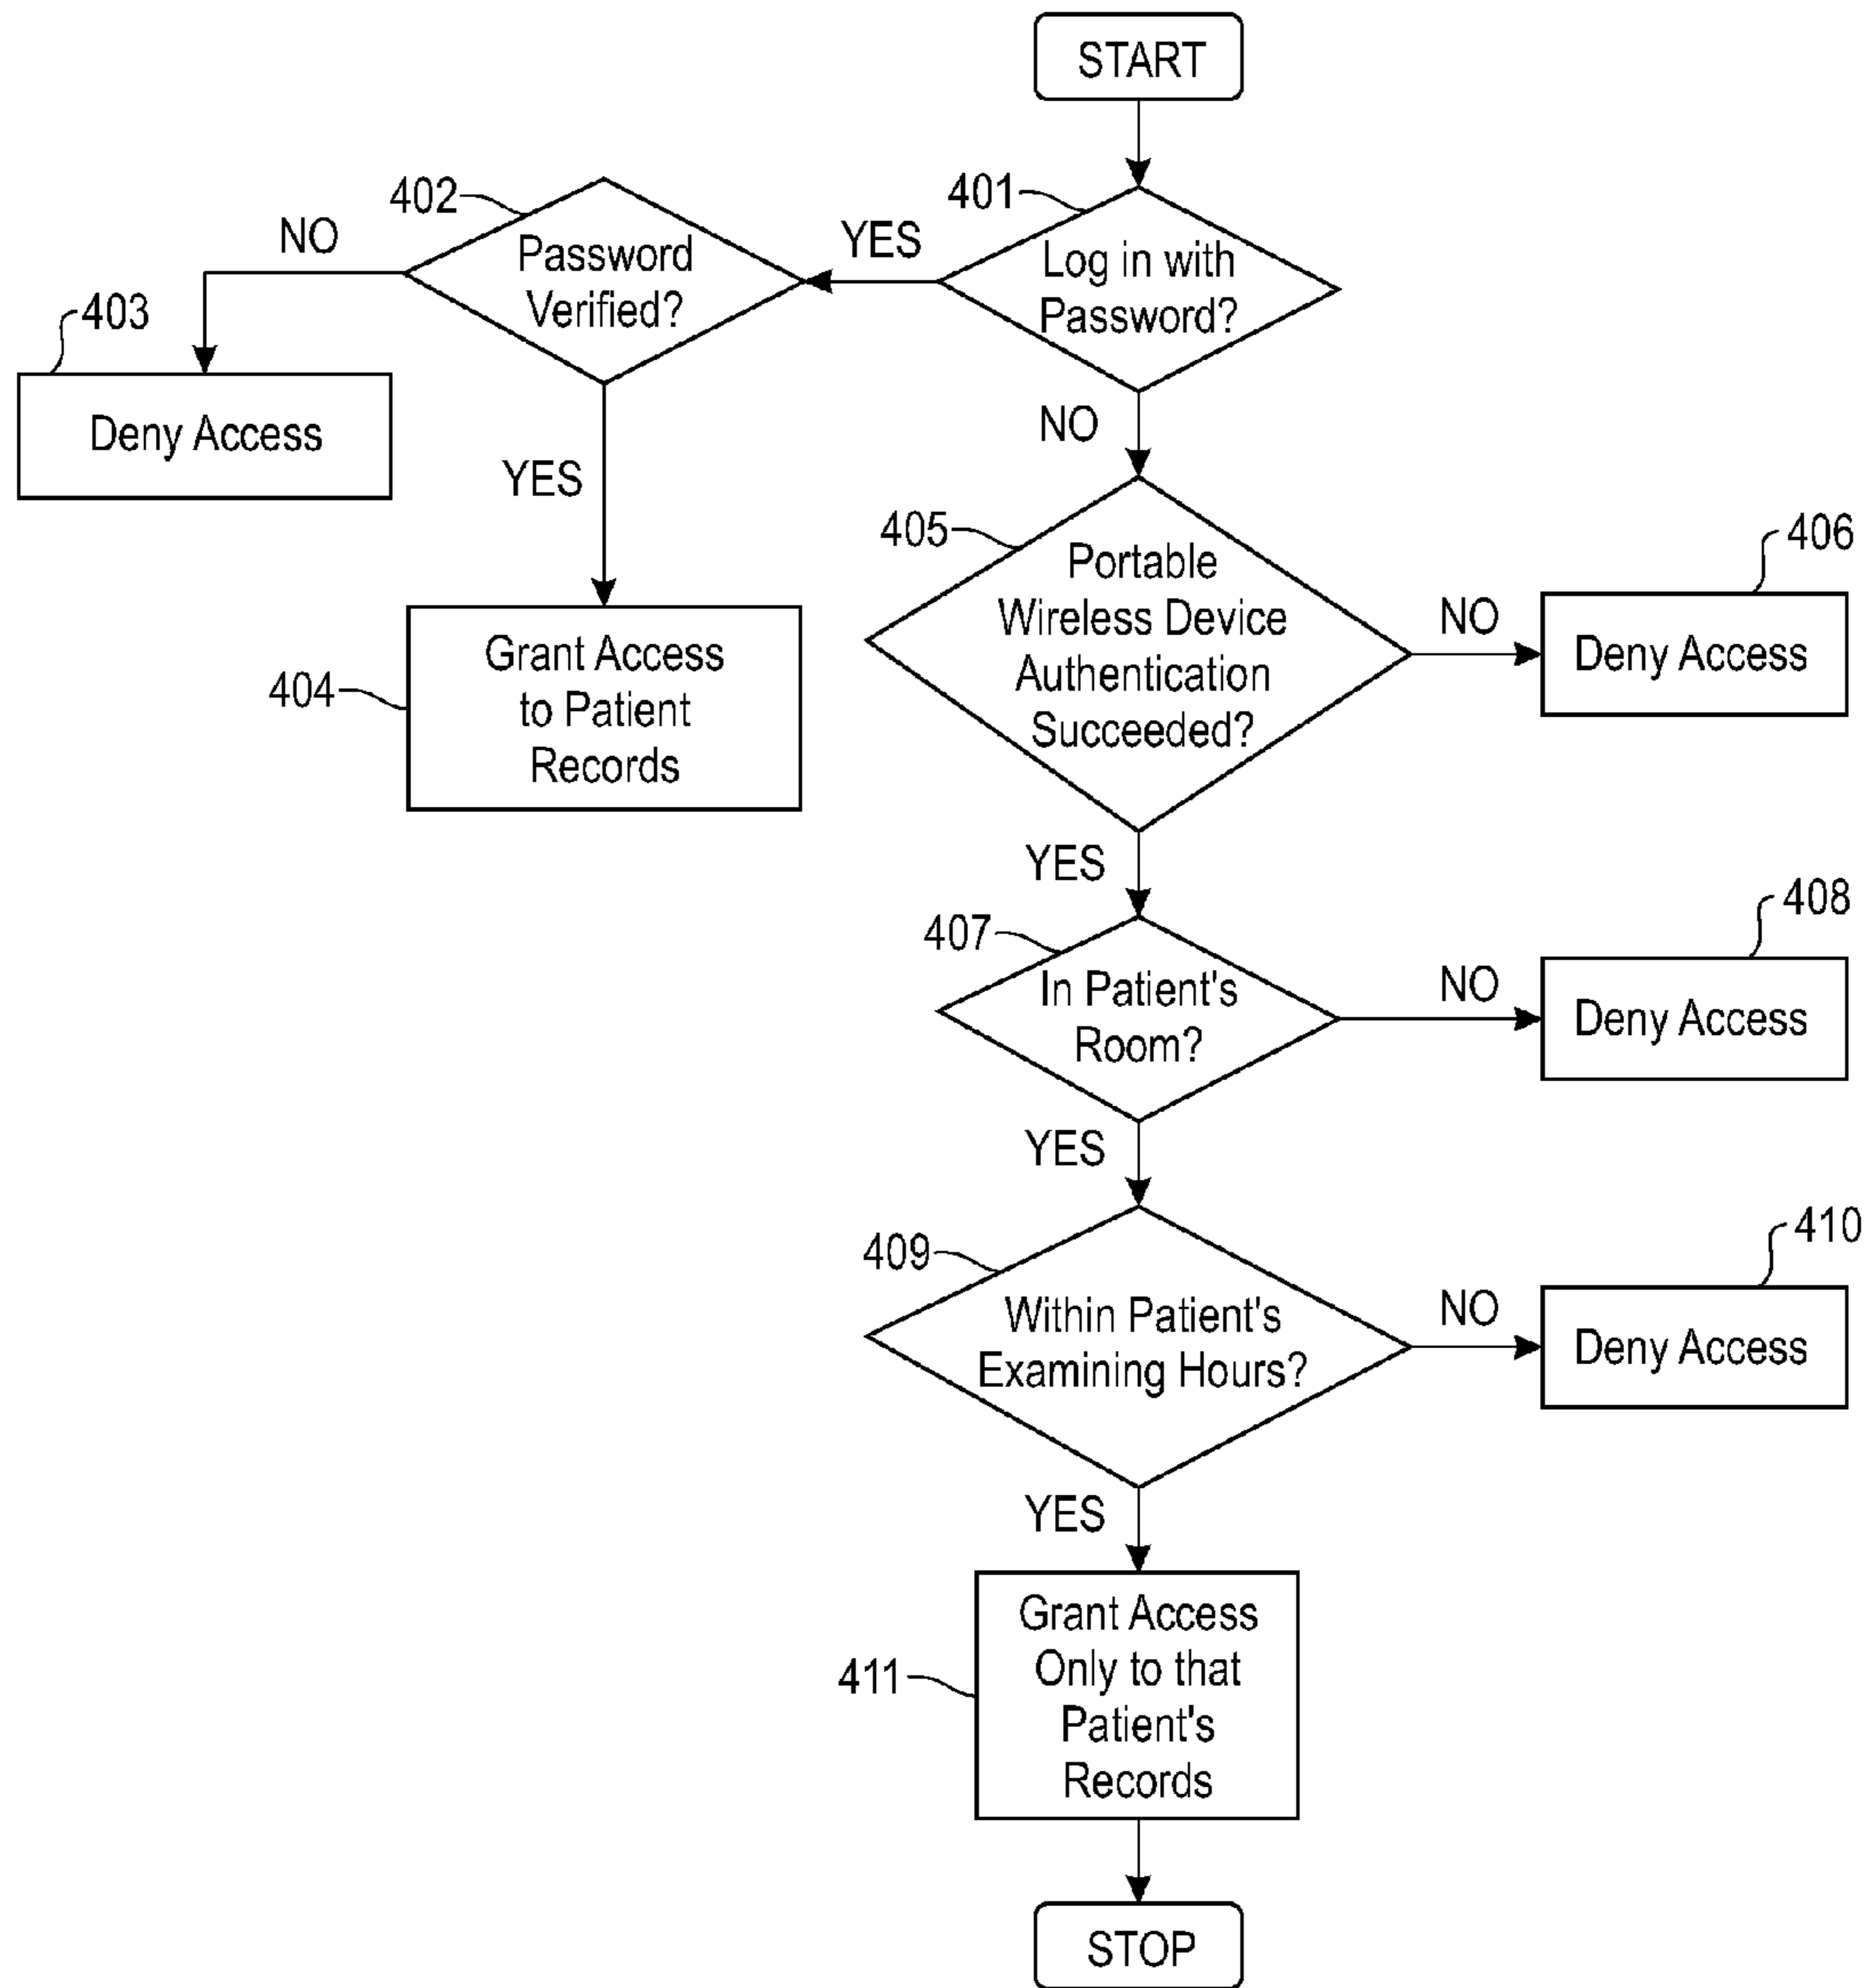 START
401
Log in with
Password?
YES
NO
402
Password
Verified?
NO
YES
403
Deny Access
404
Grant Access
to Patient
Records
405
Portable
Wireless Device
Authentication
Succeeded?
NO
YES
406
Deny Access
407
In Patient's
Room?
NO
YES
408
Deny Access
409
Within Patient's
Examining Hours?
NO
YES
410
Deny Access
411
Grant Access
Only to that
Patient's
Records
STOP